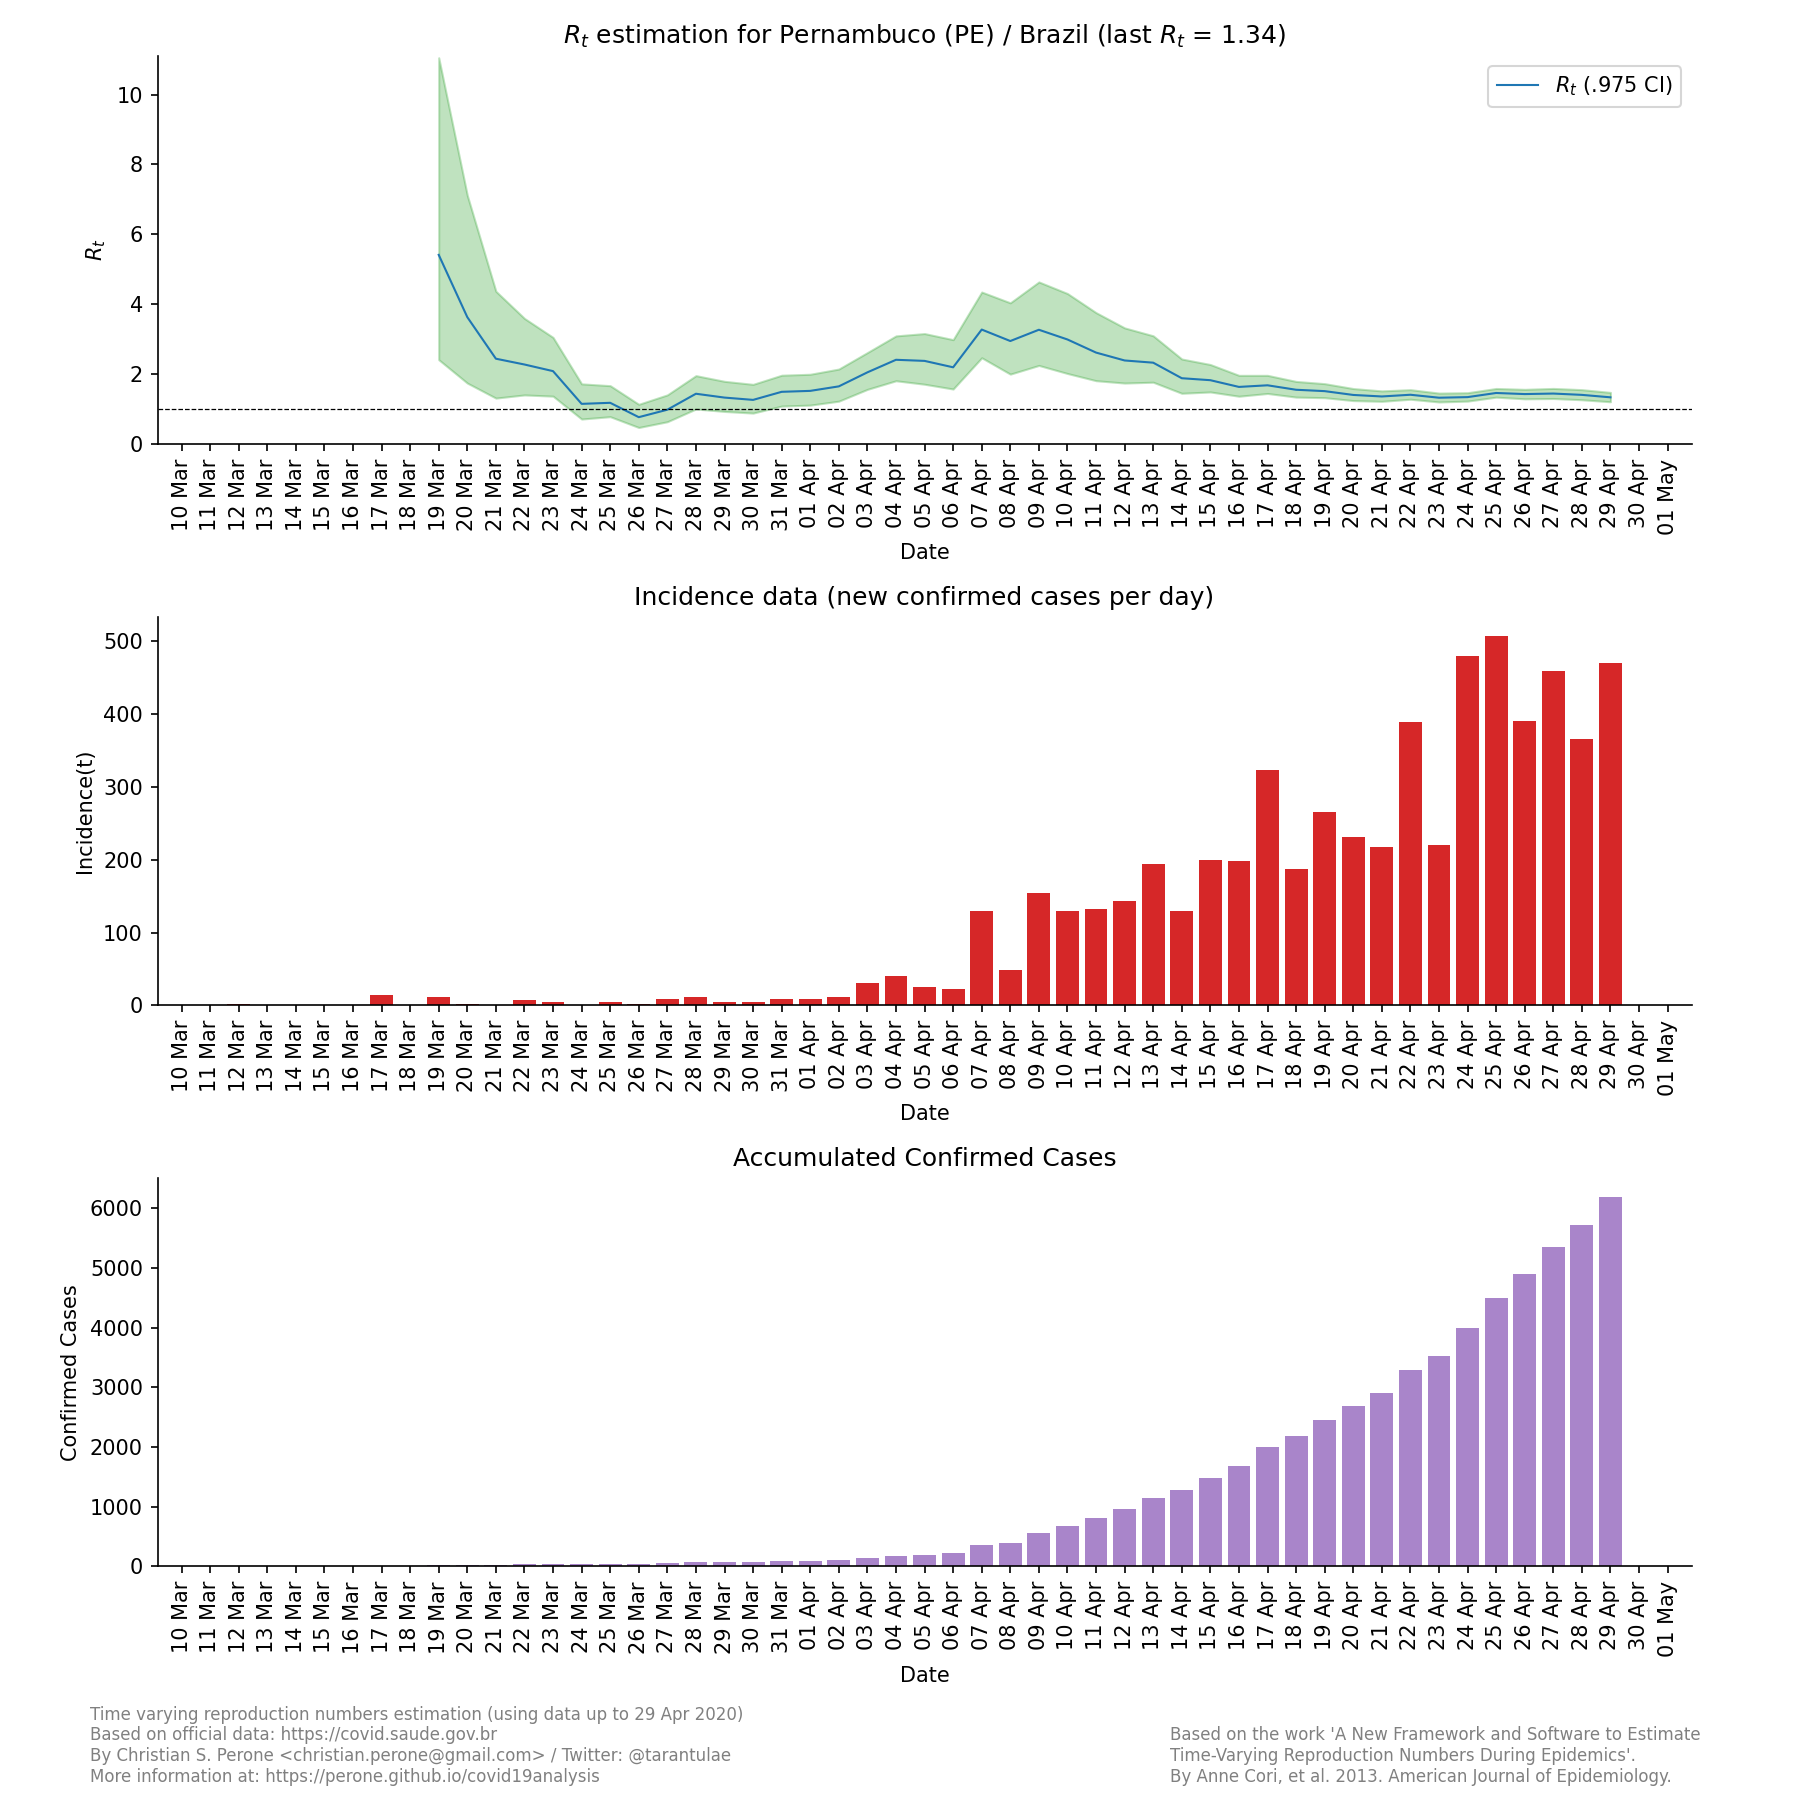 R_t estimation for Pernambuco (PE) / Brazil (last R_t = 1.34)
R_t (.975 CI)
10
8
6
4
2
0
R_t
10 Mar 11 Mar 12 Mar 13 Mar 14 Mar 15 Mar 16 Mar 17 Mar 18 Mar 19 Mar 20 Mar 21 Mar 22 Mar 23 Mar 24 Mar 25 Mar 26 Mar 27 Mar 28 Mar 29 Mar 30 Mar 31 Mar 01 Apr 02 Apr 03 Apr 04 Apr 05 Apr 06 Apr 07 Apr 08 Apr 09 Apr 10 Apr 11 Apr 12 Apr 13 Apr 14 Apr 15 Apr 16 Apr 17 Apr 18 Apr 19 Apr 20 Apr 21 Apr 22 Apr 23 Apr 24 Apr 25 Apr 26 Apr 27 Apr 28 Apr 29 Apr 30 Apr 01 May
Date
Incidence data (new confirmed cases per day)
500
400
300
200
100
0
Incidence(t)
10 Mar 11 Mar 12 Mar 13 Mar 14 Mar 15 Mar 16 Mar 17 Mar 18 Mar 19 Mar 20 Mar 21 Mar 22 Mar 23 Mar 24 Mar 25 Mar 26 Mar 27 Mar 28 Mar 29 Mar 30 Mar 31 Mar 01 Apr 02 Apr 03 Apr 04 Apr 05 Apr 06 Apr 07 Apr 08 Apr 09 Apr 10 Apr 11 Apr 12 Apr 13 Apr 14 Apr 15 Apr 16 Apr 17 Apr 18 Apr 19 Apr 20 Apr 21 Apr 22 Apr 23 Apr 24 Apr 25 Apr 26 Apr 27 Apr 28 Apr 29 Apr 30 Apr 01 May
Date
Accumulated Confirmed Cases
6000
5000
4000
3000
2000
1000
0
Confirmed Cases
10 Mar 11 Mar 12 Mar 13 Mar 14 Mar 15 Mar 16 Mar 17 Mar 18 Mar 19 Mar 20 Mar 21 Mar 22 Mar 23 Mar 24 Mar 25 Mar 26 Mar 27 Mar 28 Mar 29 Mar 30 Mar 31 Mar 01 Apr 02 Apr 03 Apr 04 Apr 05 Apr 06 Apr 07 Apr 08 Apr 09 Apr 10 Apr 11 Apr 12 Apr 13 Apr 14 Apr 15 Apr 16 Apr 17 Apr 18 Apr 19 Apr 20 Apr 21 Apr 22 Apr 23 Apr 24 Apr 25 Apr 26 Apr 27 Apr 28 Apr 29 Apr 30 Apr 01 May
Date
Time varying reproduction numbers estimation (using data up to 29 Apr 2020)
Based on official data: https://covid.saude.gov.br
By Christian S. Perone <christian.perone@gmail.com> / Twitter: @tarantulae
More information at: https://perone.github.io/covid19analysis
Based on the work 'A New Framework and Software to Estimate
Time-Varying Reproduction Numbers During Epidemics'.
By Anne Cori, et al. 2013. American Journal of Epidemiology.